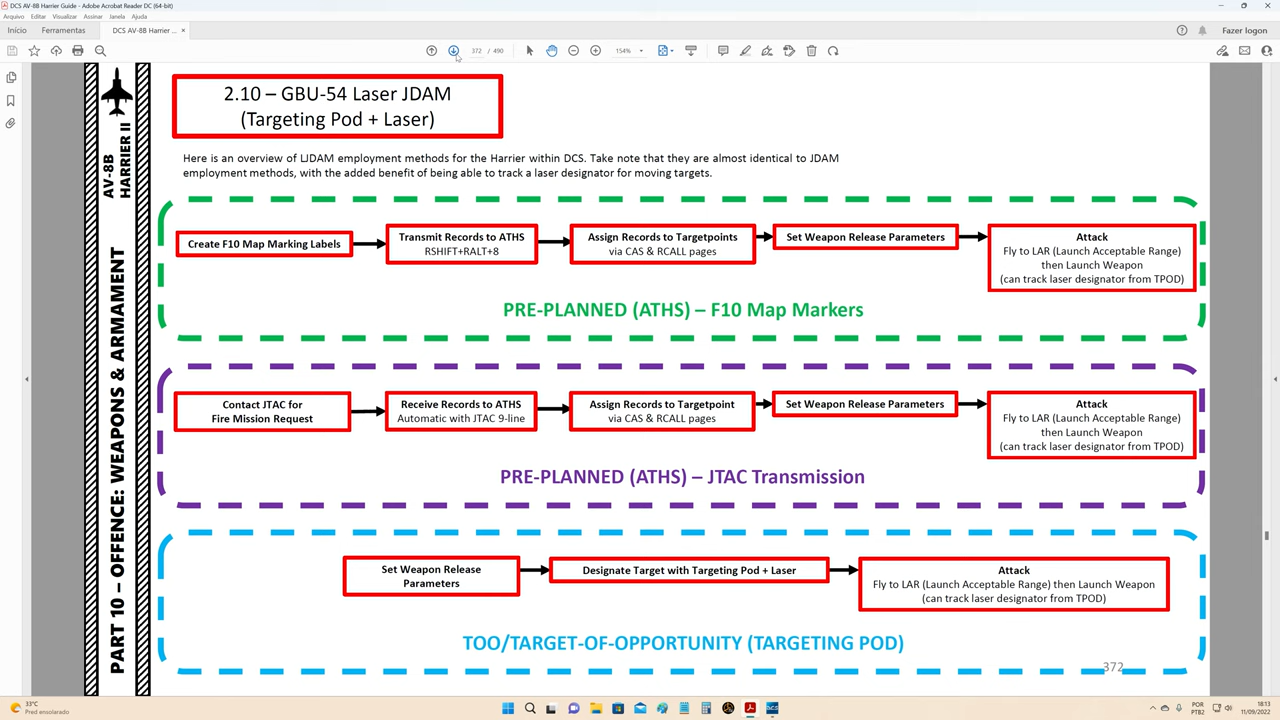 DCS AV-8B Harrier Guide - Adobe Acrobat Reader DC (64-bit)
Arquivo Editar Visualizar Assinar Janela Ajuda
Início Ferramentas DCS AV-8B Harrier ... × Fazer logon
372 / 490 154%
AV-8B
HARRIER II
PART 10 – OFFENCE: WEAPONS & ARMAMENT
2.10 – GBU-54 Laser JDAM
(Targeting Pod + Laser)
Here is an overview of LJDAM employment methods for the Harrier within DCS. Take note that they are almost identical to JDAM
employment methods, with the added benefit of being able to track a laser designator for moving targets.
Create F10 Map Marking Labels
Transmit Records to ATHS
RSHIFT+RALT+8
Assign Records to Targetpoints
via CAS & RCALL pages
Set Weapon Release Parameters
Attack
Fly to LAR (Launch Acceptable Range)
then Launch Weapon
(can track laser designator from TPOD)
PRE-PLANNED (ATHS) – F10 Map Markers
Contact JTAC for
Fire Mission Request
Receive Records to ATHS
Automatic with JTAC 9-line
Assign Records to Targetpoint
via CAS & RCALL pages
Set Weapon Release Parameters
Attack
Fly to LAR (Launch Acceptable Range)
then Launch Weapon
(can track laser designator from TPOD)
PRE-PLANNED (ATHS) – JTAC Transmission
Set Weapon Release
Parameters
Designate Target with Targeting Pod + Laser
Attack
Fly to LAR (Launch Acceptable Range) then Launch Weapon
(can track laser designator from TPOD)
TOO/TARGET-OF-OPPORTUNITY (TARGETING POD)
372
33°C
Pred ensolarado
DCS
POR
PTB2
18:13
11/09/2022